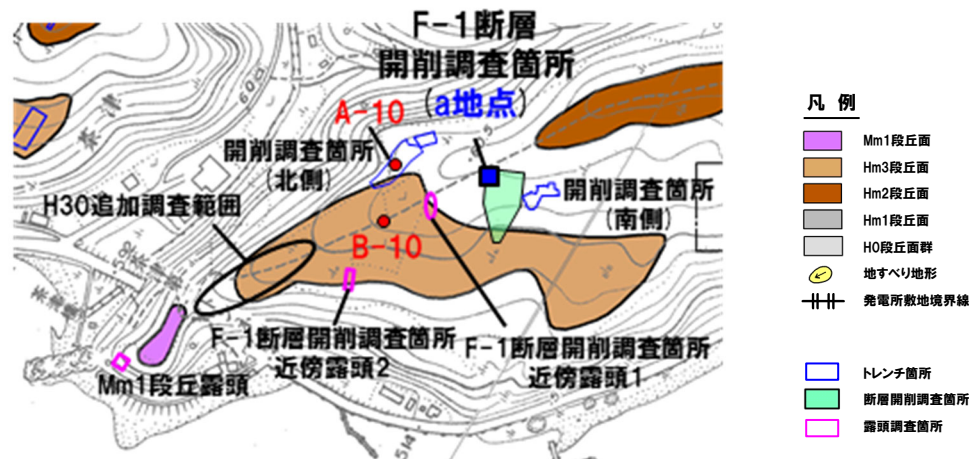 F-1断層
開削調査箇所
(a地点)
A-10
開削調査箇所
(北側)
H30追加調査範囲
開削調査箇所
(南側)
B-10
F-1断層開削調査箇所
近傍露頭2
F-1断層開削調査箇所
近傍露頭1
Mm1段丘露頭
凡 例
Mm1段丘面
Hm3段丘面
Hm2段丘面
Hm1段丘面
H0段丘面群
地すべり地形
発電所敷地境界線
トレンチ箇所
断層開削調査箇所
露頭調査箇所